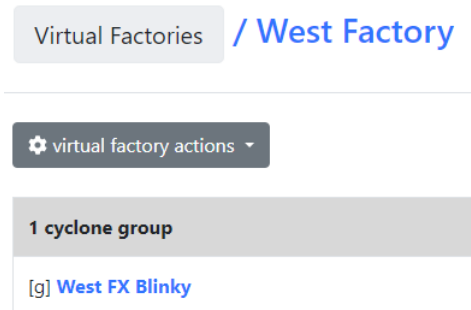 Virtual Factories / West Factory
virtual factory actions
1 cyclone group
[g] West FX Blinky